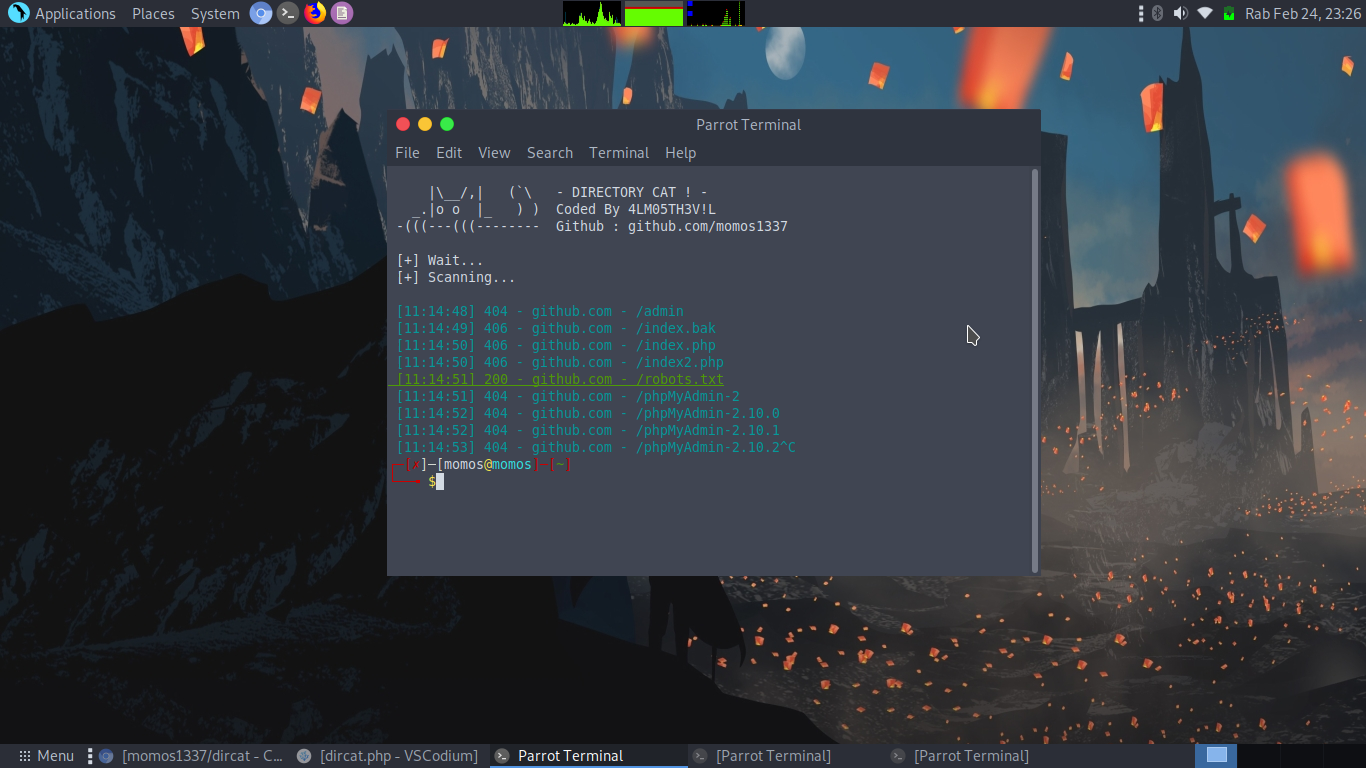 Applications Places System Rab Feb 24, 23:26
Parrot Terminal
File Edit View Search Terminal Help
|\__/,| (`\ - DIRECTORY CAT ! -
_.|o o |_ ) ) Coded By 4LM05TH3V!L
-(((---(((-------- Github : github.com/momos1337
[+] Wait...
[+] Scanning...
[11:14:48] 404 - github.com - /admin
[11:14:49] 406 - github.com - /index.bak
[11:14:50] 406 - github.com - /index.php
[11:14:50] 406 - github.com - /index2.php
[11:14:51] 200 - github.com - /robots.txt
[11:14:51] 404 - github.com - /phpMyAdmin-2
[11:14:52] 404 - github.com - /phpMyAdmin-2.10.0
[11:14:52] 404 - github.com - /phpMyAdmin-2.10.1
[11:14:53] 404 - github.com - /phpMyAdmin-2.10.2^C
┌─[✗]─[momos@momos]─[~]
└──╼ $
Menu [momos1337/dircat - C... [dircat.php - VSCodium] Parrot Terminal [Parrot Terminal] [Parrot Terminal]